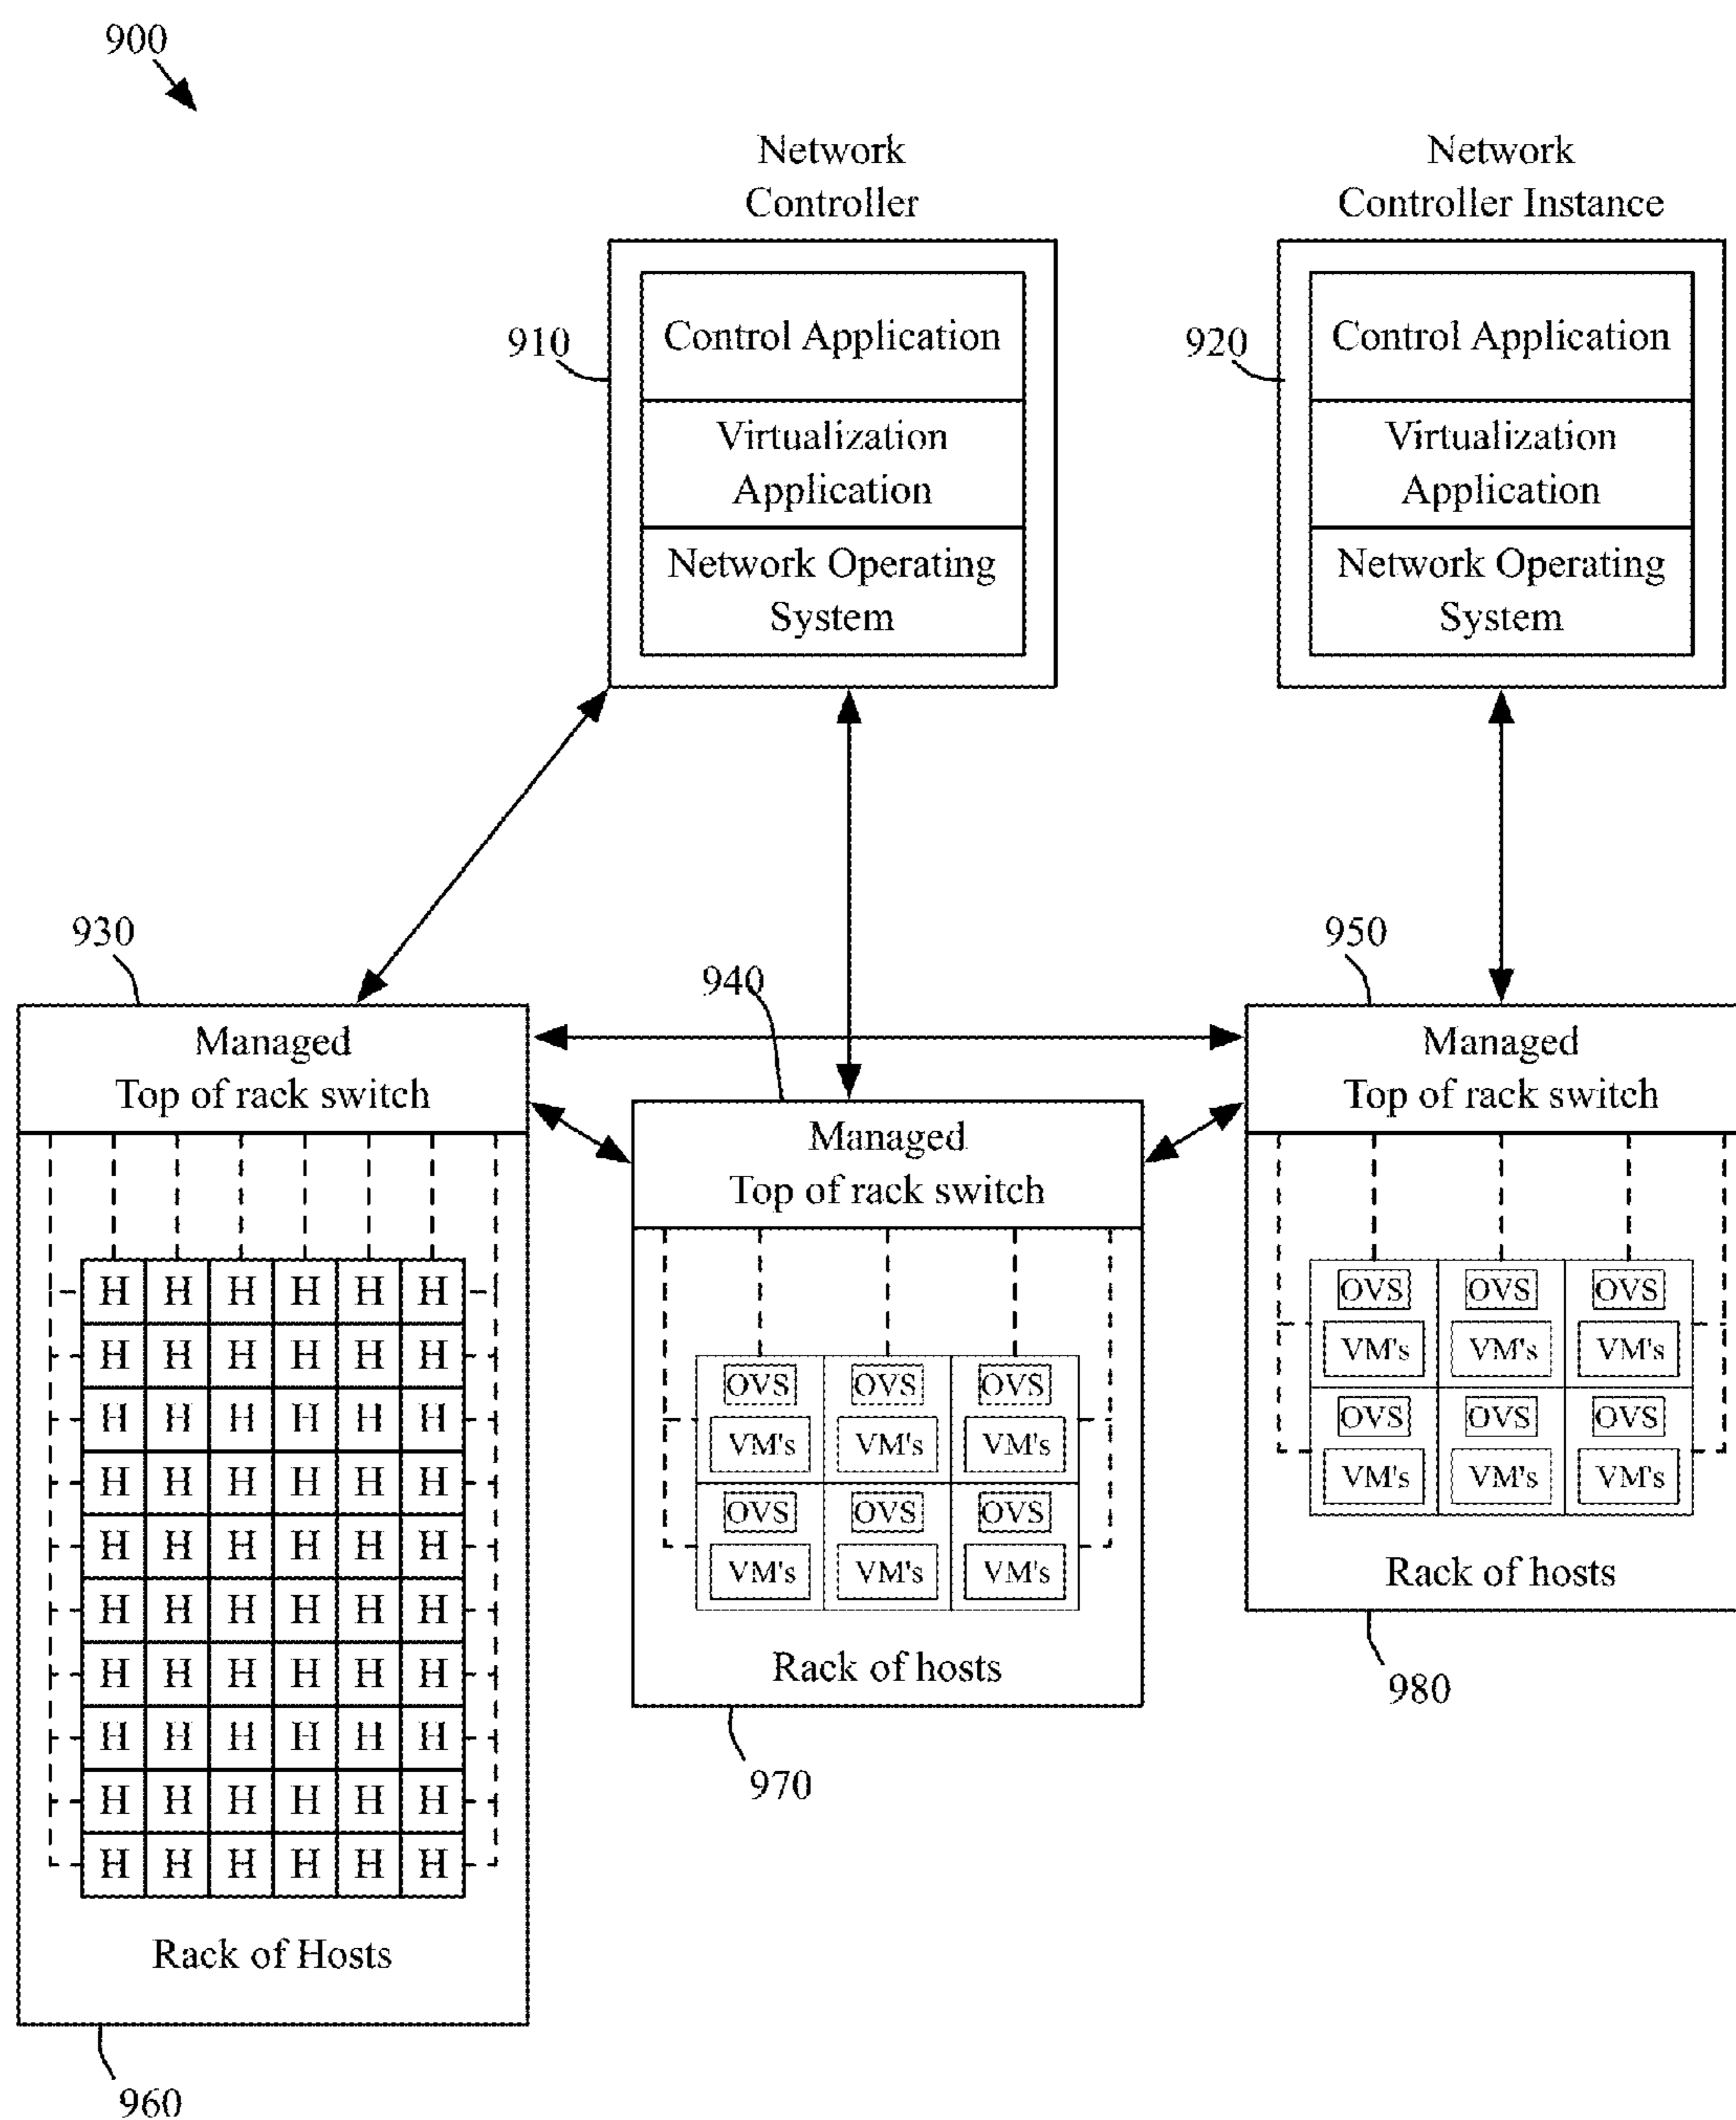 900
Network
Controller
Network
Controller Instance
910
Control Application
Virtualization
Application
Network Operating
System
920
Control Application
Virtualization
Application
Network Operating
System
930
940
950
Managed
Top of rack switch
Managed
Top of rack switch
Managed
Top of rack switch
H H H H H H
H H H H H H
H H H H H H
H H H H H H
H H H H H H
H H H H H H
H H H H H H
H H H H H H
H H H H H H
H H H H H H
Rack of Hosts
960
OVS OVS OVS
VM's VM's VM's
OVS OVS OVS
VM's VM's VM's
Rack of hosts
970
OVS OVS OVS
VM's VM's VM's
OVS OVS OVS
VM's VM's VM's
Rack of hosts
980